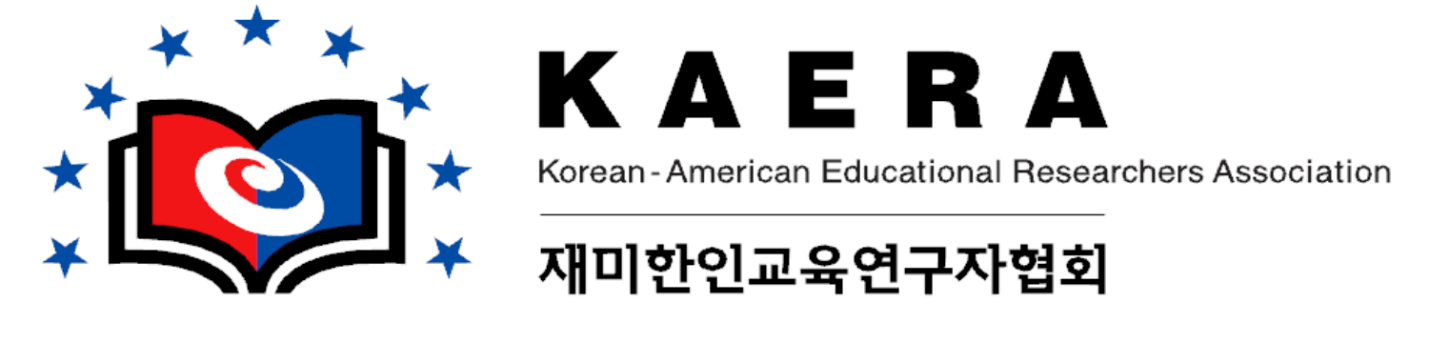 KAERA
Korean-American Educational Researchers Association
재미한인교육연구자협회